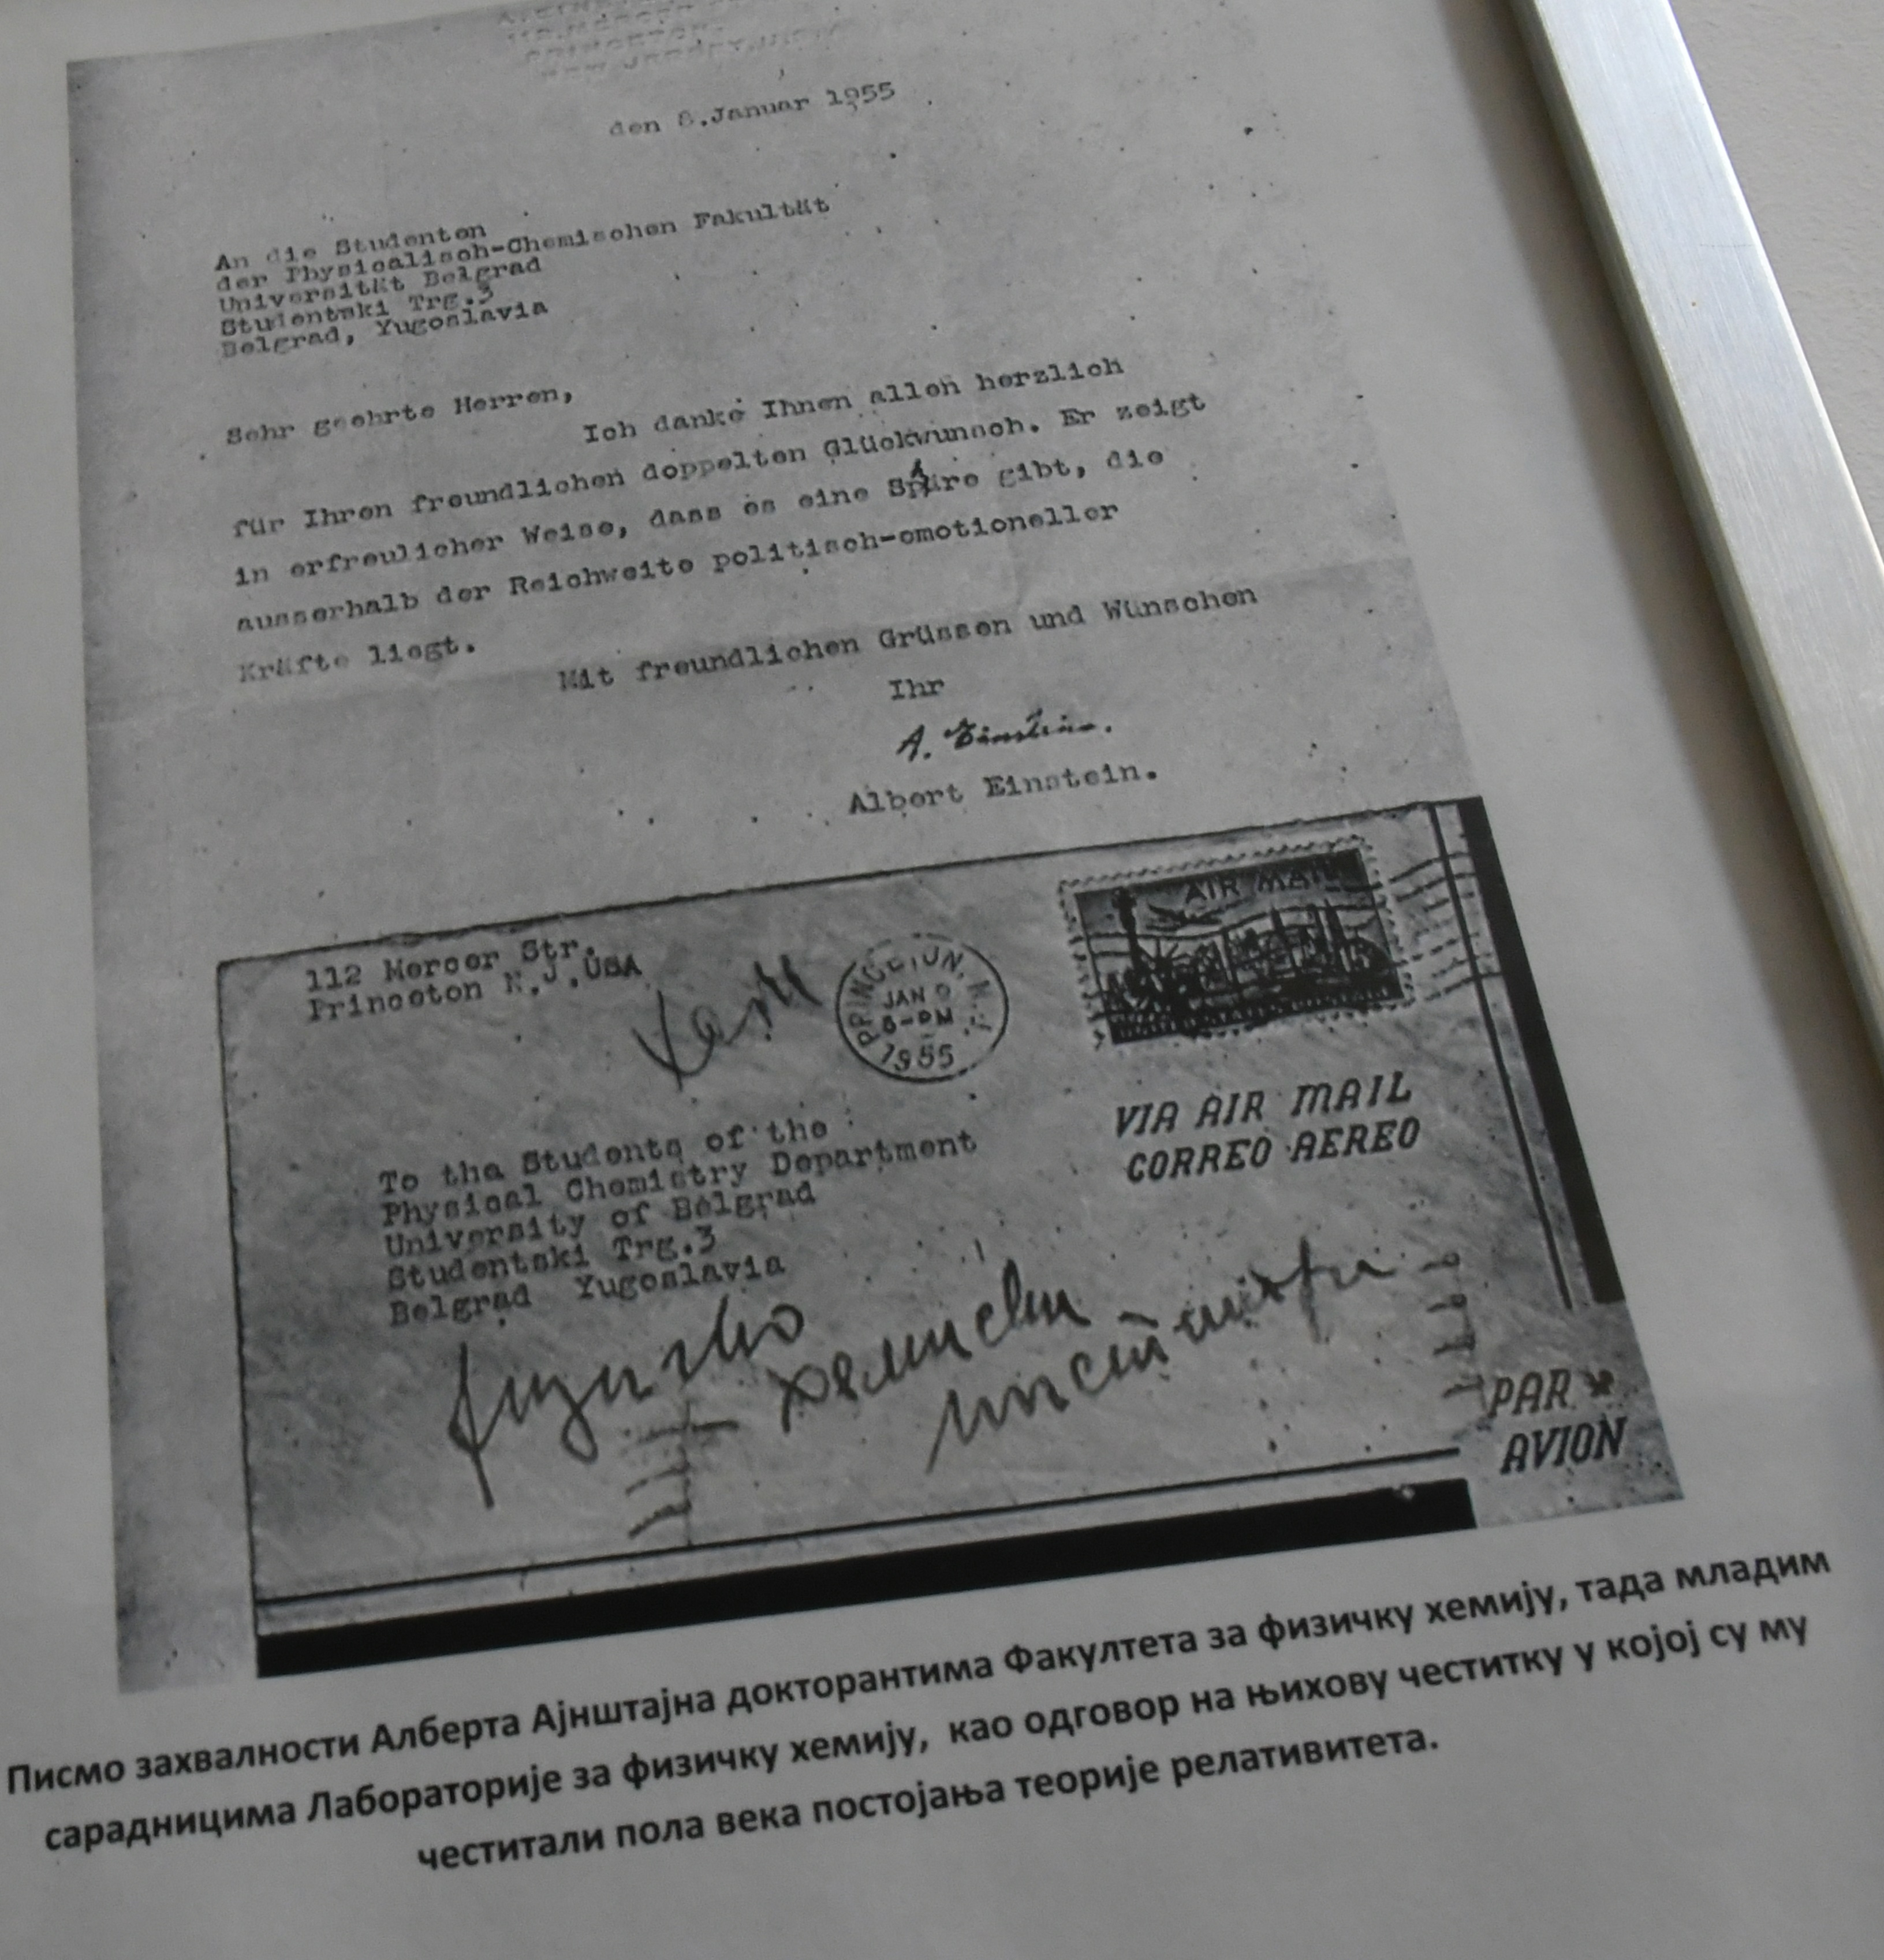 PRINCETON,
NEW JERSEY, U.S.A.
den 8.Januar 1955
An die Studenten
der Physicalisch-Chemischen Fakultät
Universität Belgrad
Studentski Trg.3
Belgrad, Yugoslavia
Sehr geehrte Herren,
Ich danke Ihnen allen herzlich
für Ihren freundlichen doppelten Glückwunsch. Er zeigt
in erfreulicher Weise, dass es eine Sphäre gibt, die
ausserhalb der Reichweite politisch-emotioneller
Kräfte liegt.
Mit freundlichen Grüssen und Wünschen
Ihr
A. Einstein.
Albert Einstein.
AIR MAIL
112 Mercer Str.
Princeton N.J.USA
PRINCETON, N.J.
JAN 9
6-PM
1955
VIA AIR MAIL
CORREO AEREO
To the Students of the
Physical Chemistry Department
University of Belgrad
Studentski Trg.3
Belgrad Yugoslavia
физичко
- хемиски
институт
PAR
AVION
Писмо захвалности Алберта Ајнштајна докторантима Факултета за физичку хемију, тада младим
сарадницима Лабораторије за физичку хемију, као одговор на њихову честитку у којој су му
честитали пола века постојања теорије релативитета.